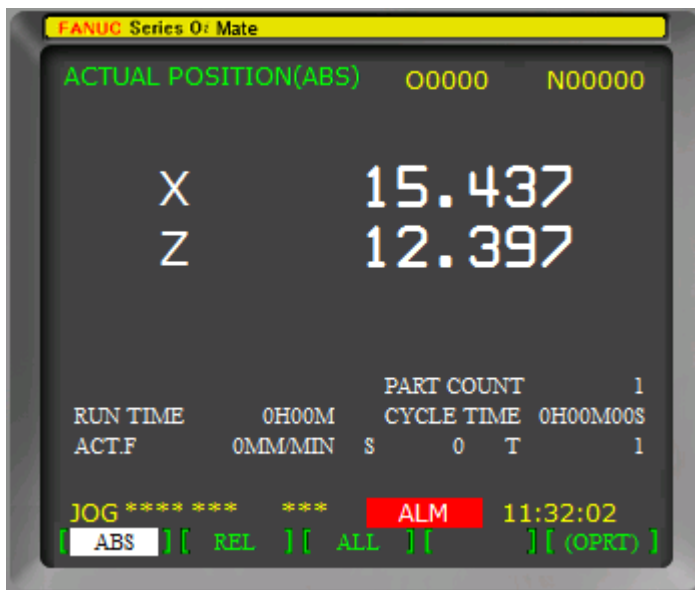 FANUC Series 0i Mate
ACTUAL POSITION(ABS) O0000 N00000
X 15.437
Z 12.397
PART COUNT 1
RUN TIME 0H00M CYCLE TIME 0H00M00S
ACT.F 0MM/MIN S 0 T 1
JOG **** *** *** ALM 11:32:02
[ ABS ] [ REL ] [ ALL ] [ ] [ (OPRT) ]